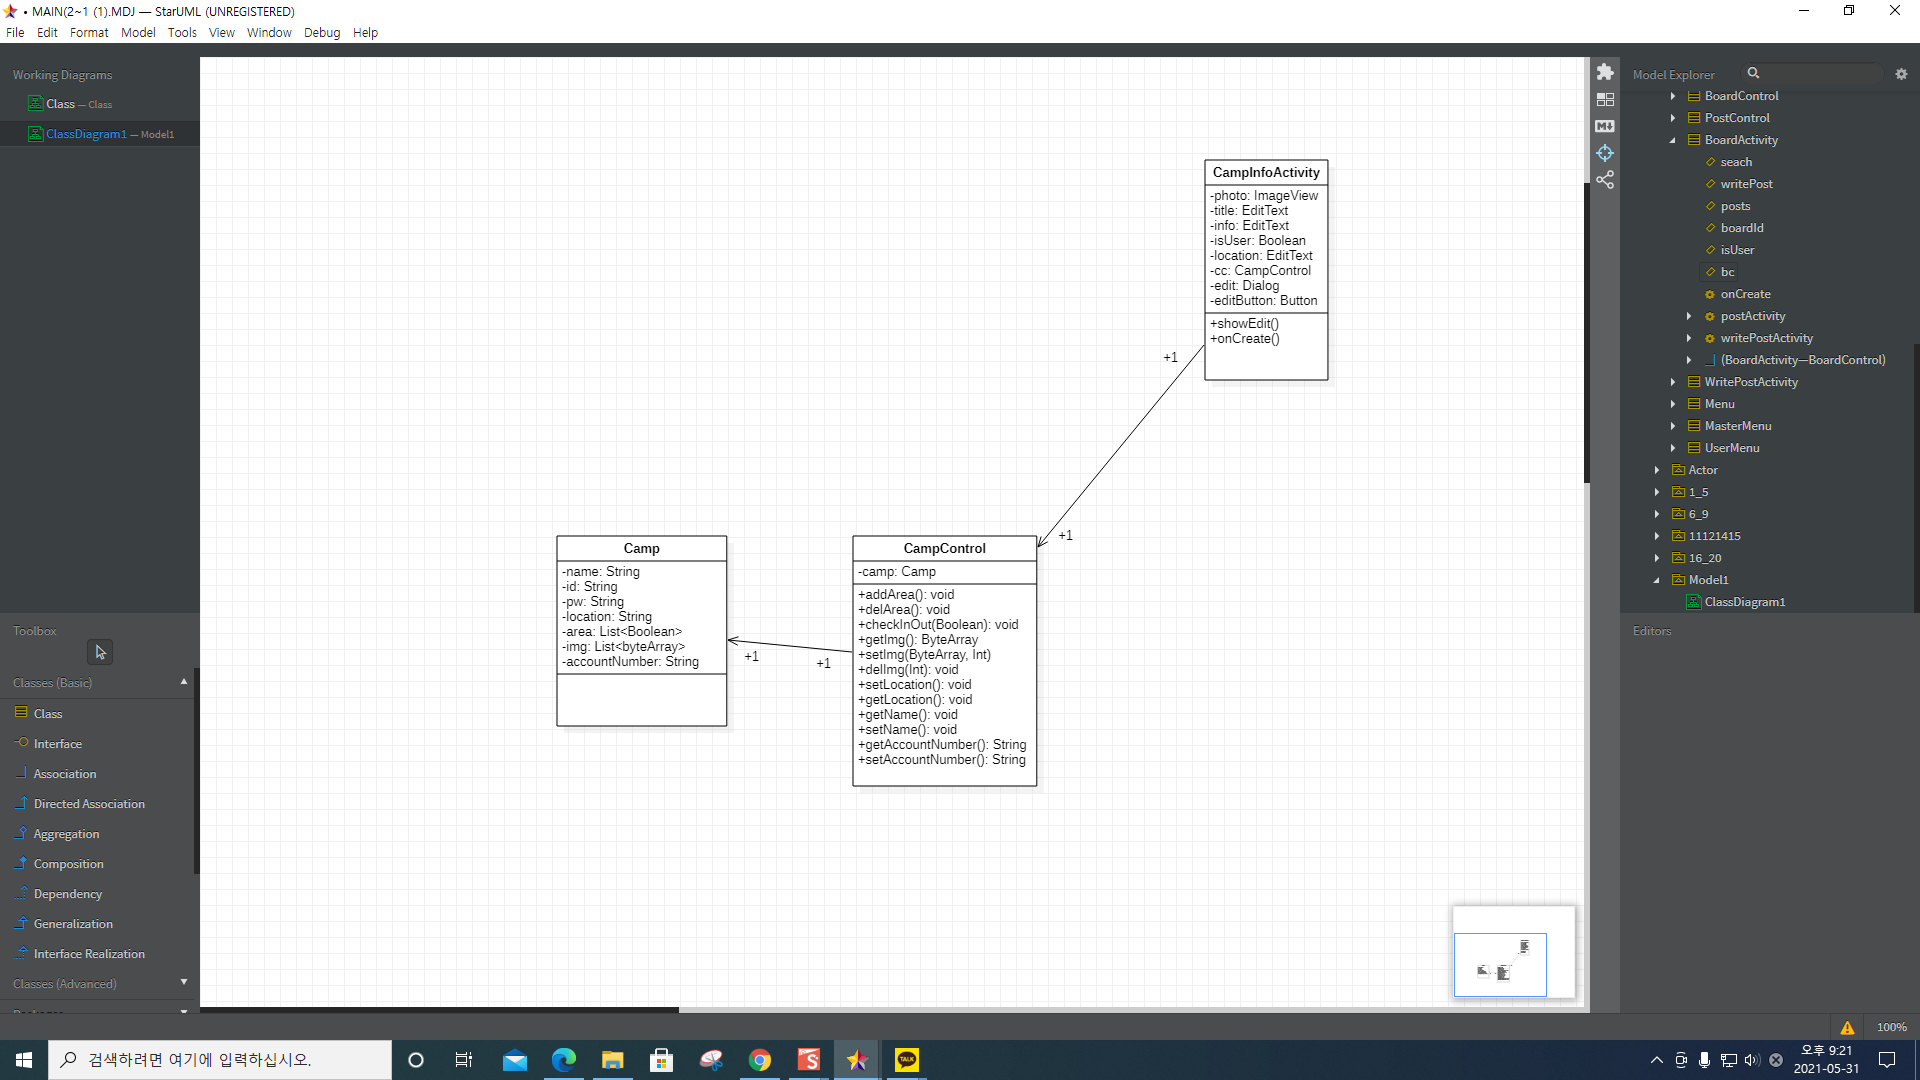 • MAIN(2~1 (1).MDJ — StarUML (UNREGISTERED)
File Edit Format Model Tools View Window Debug Help
Working Diagrams
Class — Class
ClassDiagram1 — Model1
Toolbox
Classes (Basic)
Class
Interface
Association
Directed Association
Aggregation
Composition
Dependency
Generalization
Interface Realization
Classes (Advanced)
CampInfoActivity
-photo: ImageView
-title: EditText
-info: EditText
-isUser: Boolean
-location: EditText
-cc: CampControl
-edit: Dialog
-editButton: Button
+showEdit()
+onCreate()
+1
+1
Camp
-name: String
-id: String
-pw: String
-location: String
-area: List<Boolean>
-img: List<byteArray>
-accountNumber: String
+1
+1
CampControl
-camp: Camp
+addArea(): void
+delArea(): void
+checkInOut(Boolean): void
+getImg(): ByteArray
+setImg(ByteArray, Int)
+delImg(Int): void
+setLocation(): void
+getLocation(): void
+getName(): void
+setName(): void
+getAccountNumber(): String
+setAccountNumber(): String
Model Explorer
BoardControl
PostControl
BoardActivity
seach
writePost
posts
boardId
isUser
bc
onCreate
postActivity
writePostActivity
(BoardActivity—BoardControl)
WritePostActivity
Menu
MasterMenu
UserMenu
Actor
1_5
6_9
11121415
16_20
Model1
ClassDiagram1
Editors
100%
검색하려면 여기에 입력하십시오.
TALK
오후 9:21
2021-05-31